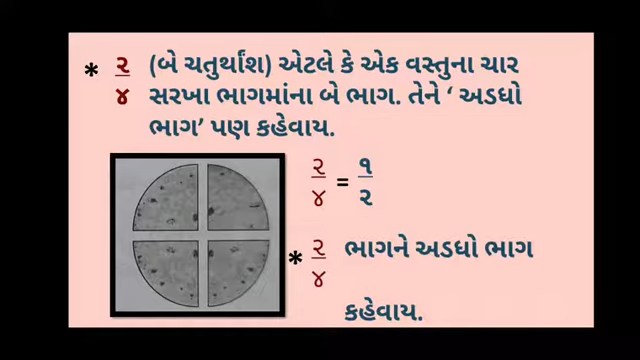 * ૨ (બે ચતુર્થાંશ) એટલે કે એક વસ્તુના ચાર
૪ સરખા ભાગમાંના બે ભાગ. તેને ‘ અડધો
ભાગ’ પણ કહેવાય.
૨ ૧
=
૪ ૨
* ૨ ભાગને અડધો ભાગ
૪
કહેવાય.